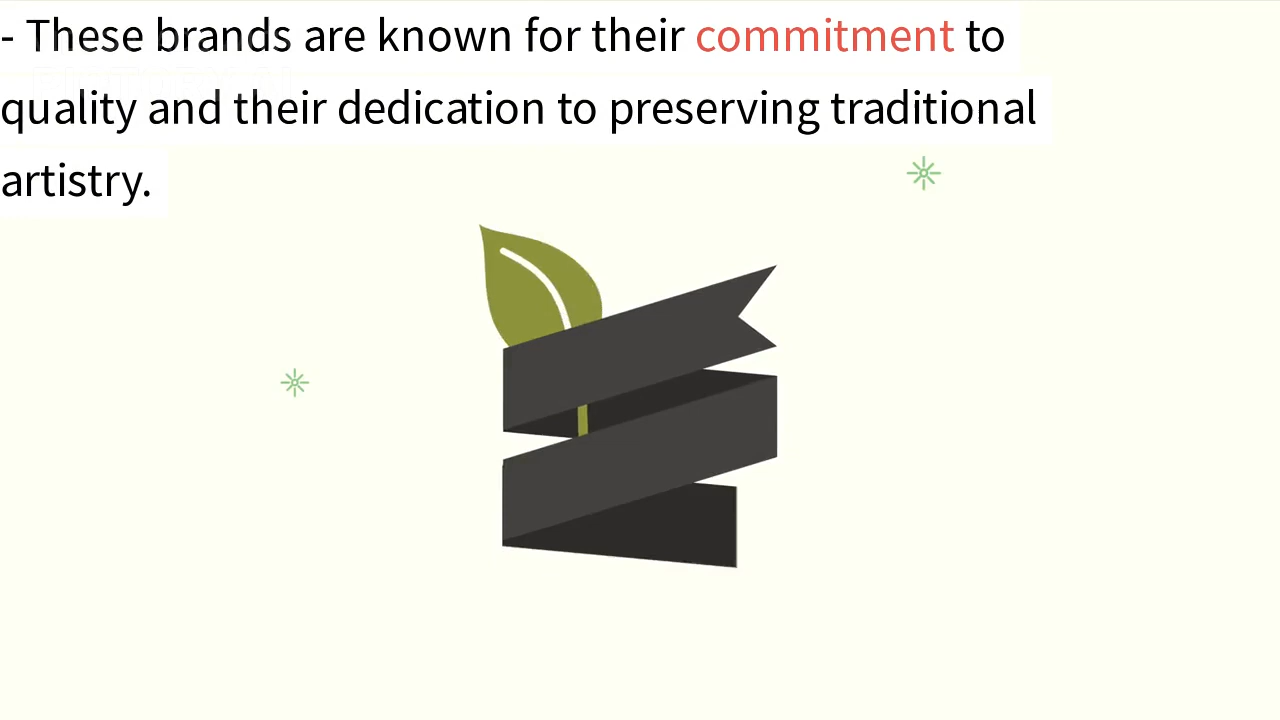 - These brands are known for their commitment to
quality and their dedication to preserving traditional
artistry.